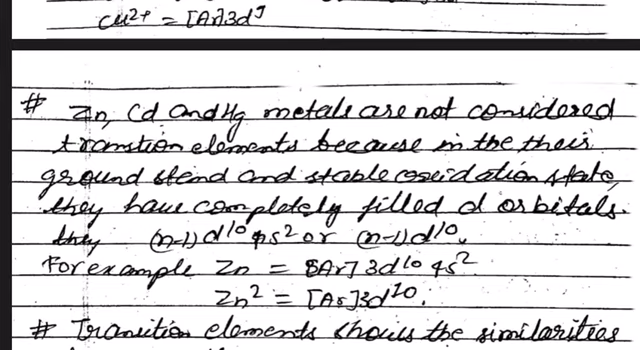 Cu2+ = [Ar]3d9
# Zn, Cd and Hg metals are not considered
transtion elements because in the their
ground stend and stable oxidation state,
they have completely filled d orbitals.
they (n-1)d10 ns2 or (n-1)d10.
For example Zn = [Ar] 3d10 4s2
Zn2 = [Ar]3d10.
# Transition elements shows the similarities